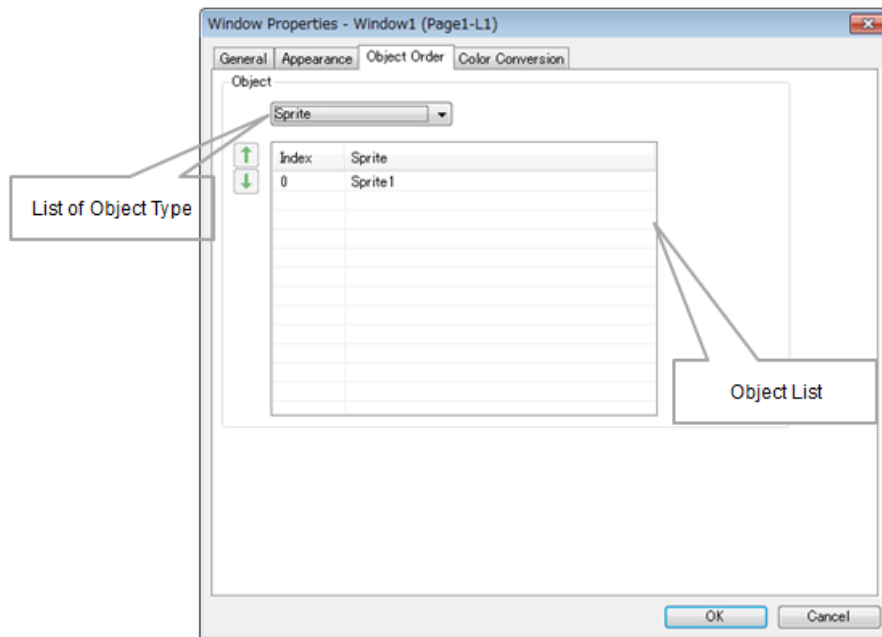 Window Properties - Window1 (Page1-L1)
General Appearance Object Order Color Conversion
Object
Sprite
Index Sprite
0 Sprite1
List of Object Type
Object List
OK Cancel